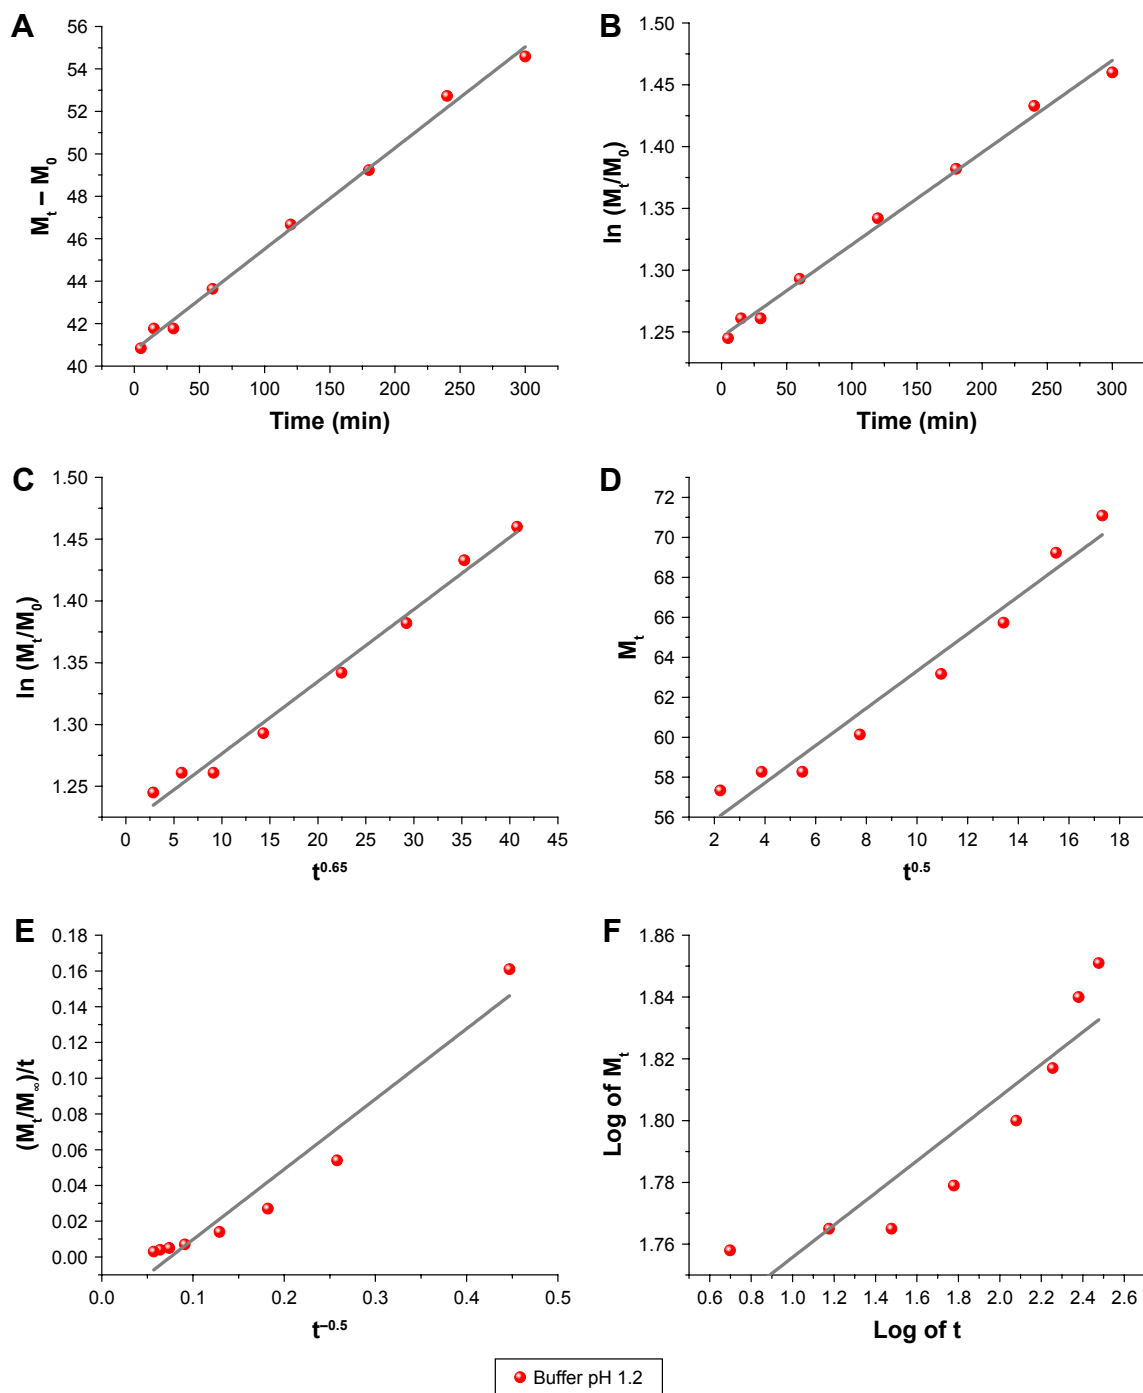 A
56
54
52
50
48
46
44
42
40
Mₜ – M₀
0 50 100 150 200 250 300
Time (min)
B
1.50
1.45
1.40
1.35
1.30
1.25
ln (Mₜ/M₀)
0 50 100 150 200 250 300
Time (min)
C
1.50
1.45
1.40
1.35
1.30
1.25
ln (Mₜ/M₀)
0 5 10 15 20 25 30 35 40 45
t⁰·⁶⁵
D
72
70
68
66
64
62
60
58
56
Mₜ
2 4 6 8 10 12 14 16 18
t⁰·⁵
E
0.18
0.16
0.14
0.12
0.10
0.08
0.06
0.04
0.02
0.00
(Mₜ/M∞)/t
0.0 0.1 0.2 0.3 0.4 0.5
t⁻⁰·⁵
F
1.86
1.84
1.82
1.80
1.78
1.76
Log of Mₜ
0.6 0.8 1.0 1.2 1.4 1.6 1.8 2.0 2.2 2.4 2.6
Log of t
Buffer pH 1.2